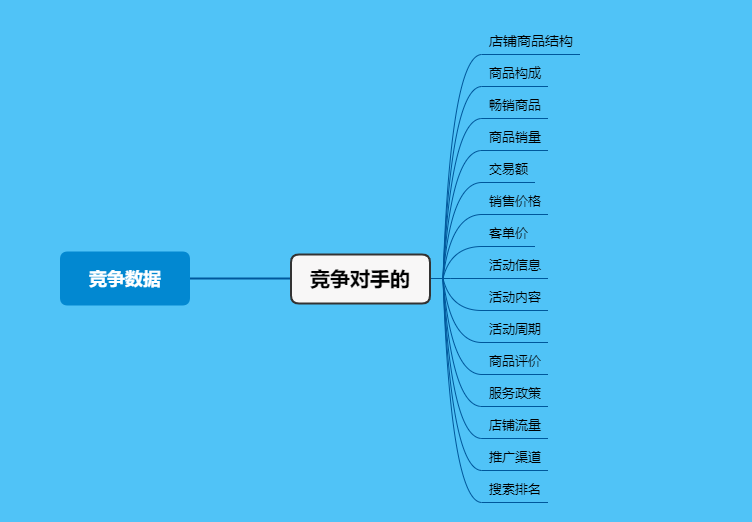 竞争数据
竞争对手的
店铺商品结构
商品构成
畅销商品
商品销量
交易额
销售价格
客单价
活动信息
活动内容
活动周期
商品评价
服务政策
店铺流量
推广渠道
搜索排名